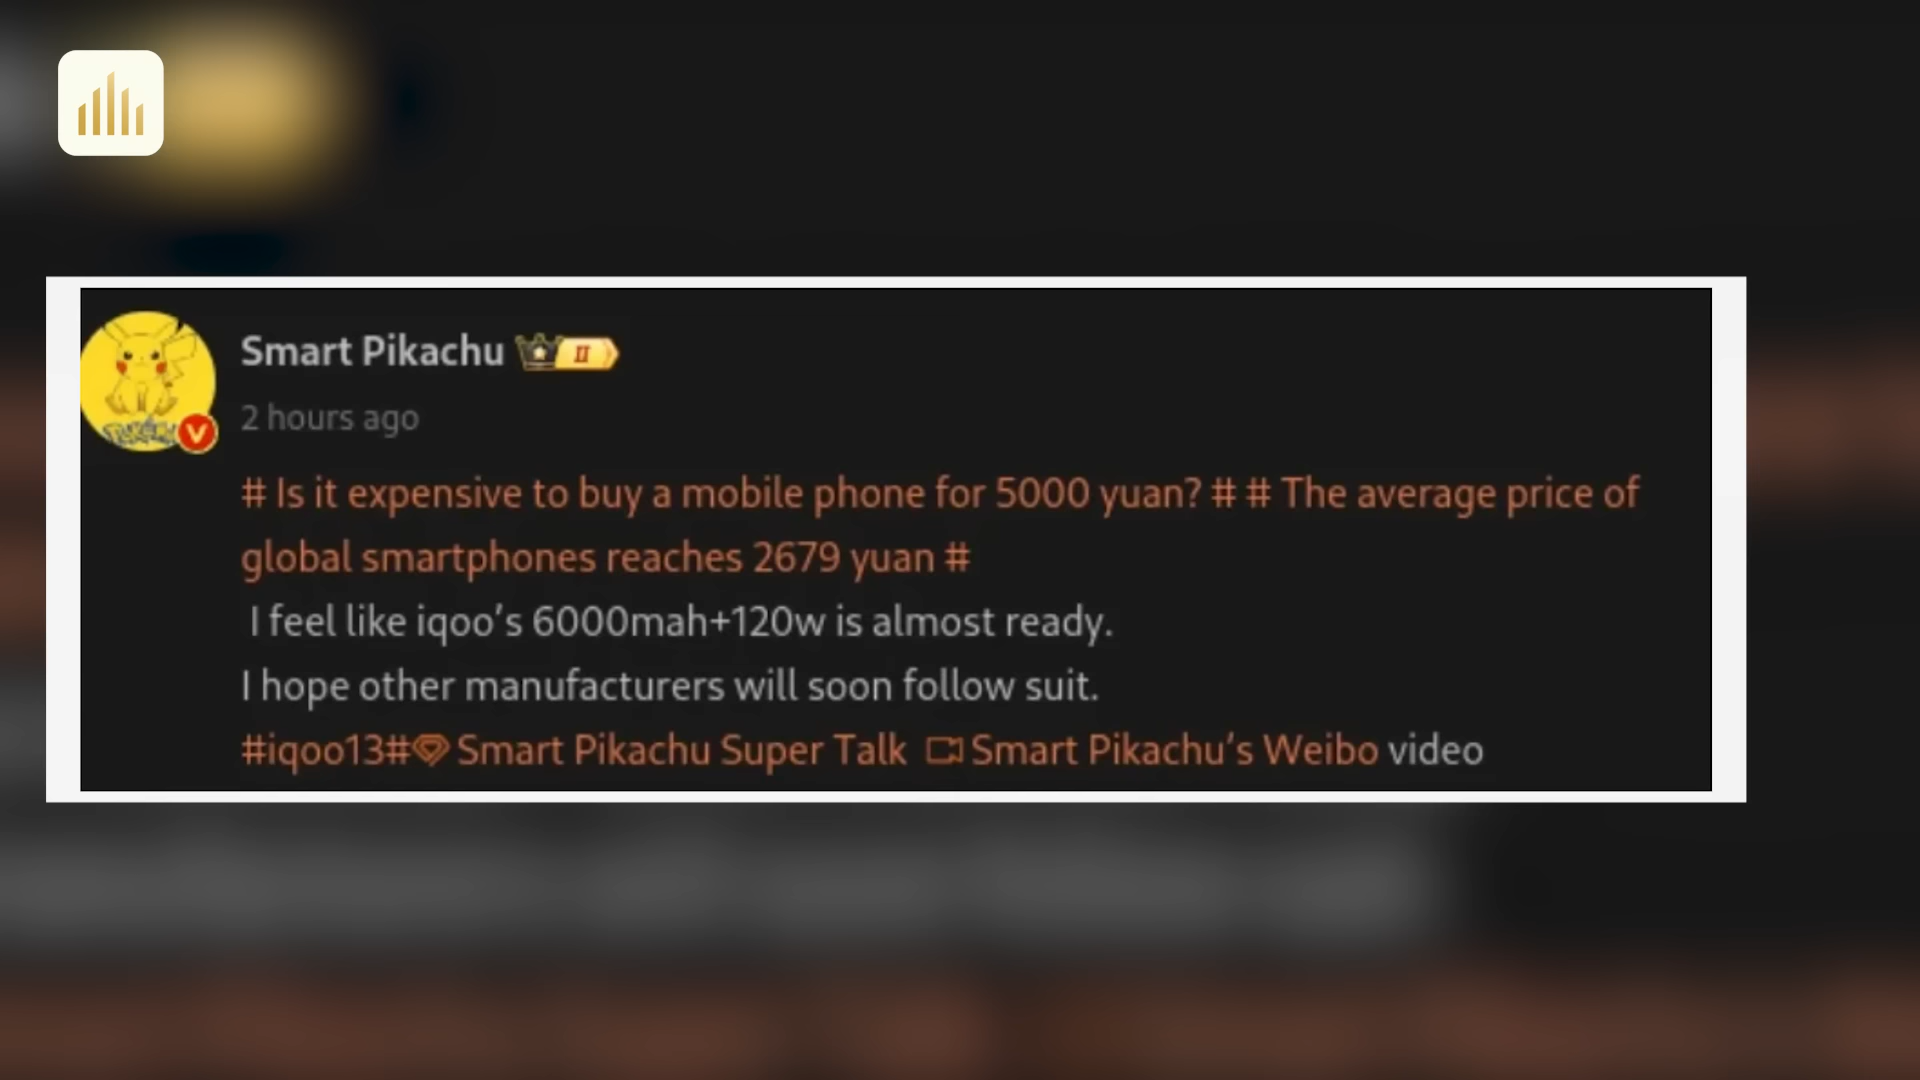 Smart Pikachu II
2 hours ago
# Is it expensive to buy a mobile phone for 5000 yuan? # # The average price of
global smartphones reaches 2679 yuan #
I feel like iqoo’s 6000mah+120w is almost ready.
I hope other manufacturers will soon follow suit.
#iqoo13# Smart Pikachu Super Talk Smart Pikachu’s Weibo video